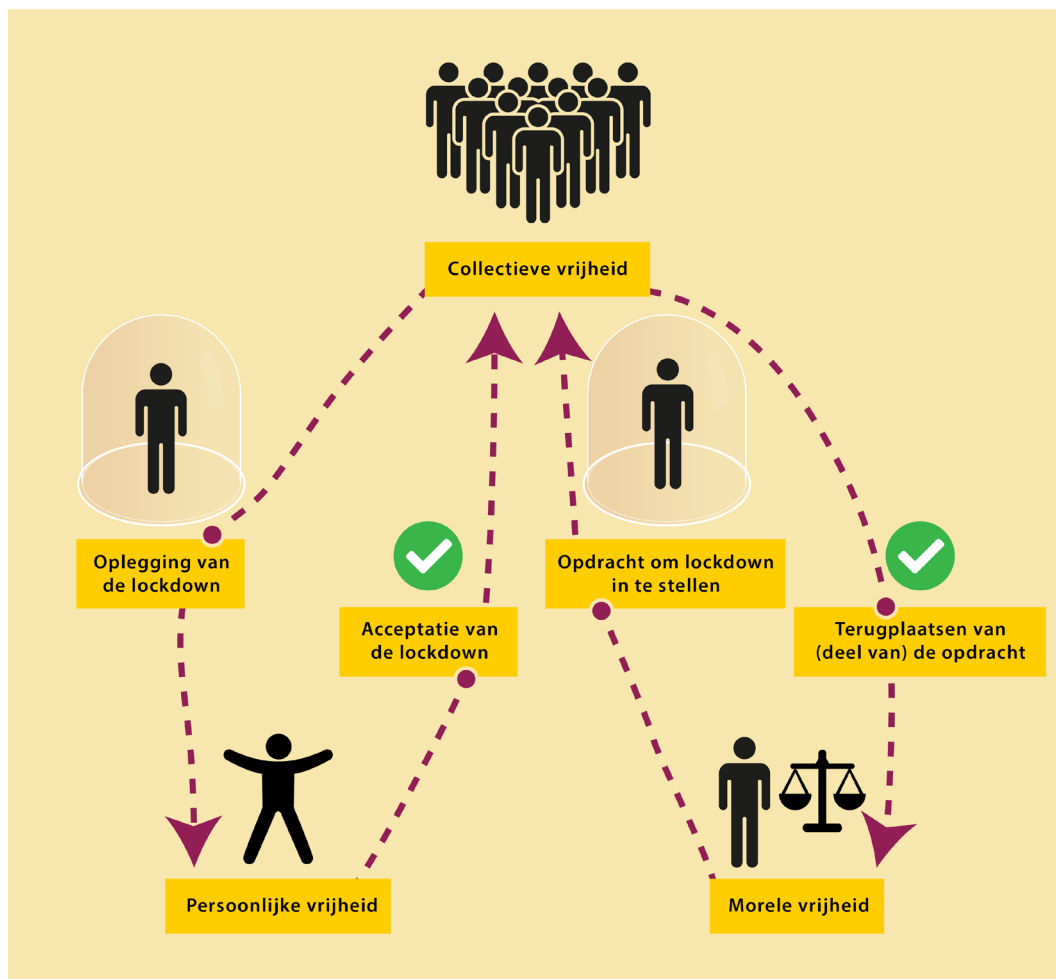 Collectieve vrijheid
Oplegging van
de lockdown
Opdracht om lockdown
in te stellen
Acceptatie van
de lockdown
Terugplaatsen van
(deel van) de opdracht
Persoonlijke vrijheid
Morele vrijheid